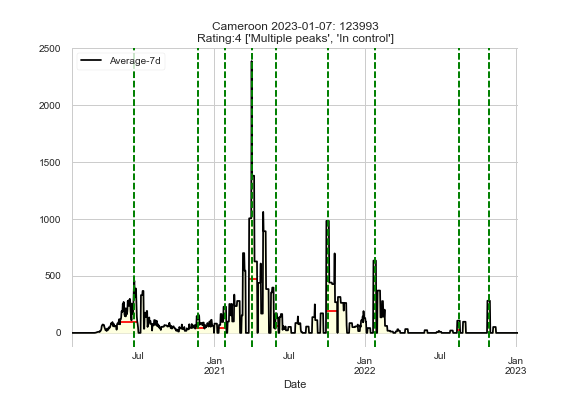 Cameroon 2023-01-07: 123993
Rating:4 ['Multiple peaks', 'In control']
2500
Average-7d
2000
1500
1000
500
0
Jul
Jan
2021
Jul
Jan
2022
Jul
Jan
2023
Date